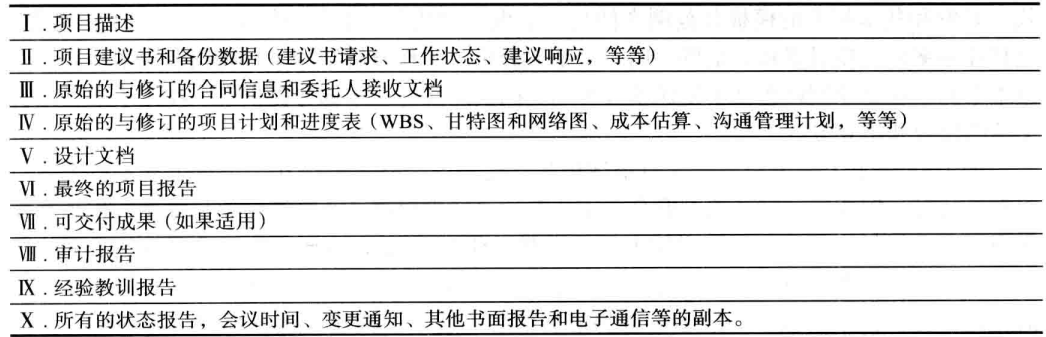 Ⅰ．项目描述
Ⅱ．项目建议书和备份数据（建议书请求、工作状态、建议响应，等等）
Ⅲ．原始的与修订的合同信息和委托人接收文档
Ⅳ．原始的与修订的项目计划和进度表（WBS、甘特图和网络图、成本估算、沟通管理计划，等等）
Ⅴ．设计文档
Ⅵ．最终的项目报告
Ⅶ．可交付成果（如果适用）
Ⅷ．审计报告
Ⅸ．经验教训报告
Ⅹ．所有的状态报告，会议时间、变更通知、其他书面报告和电子通信等的副本。